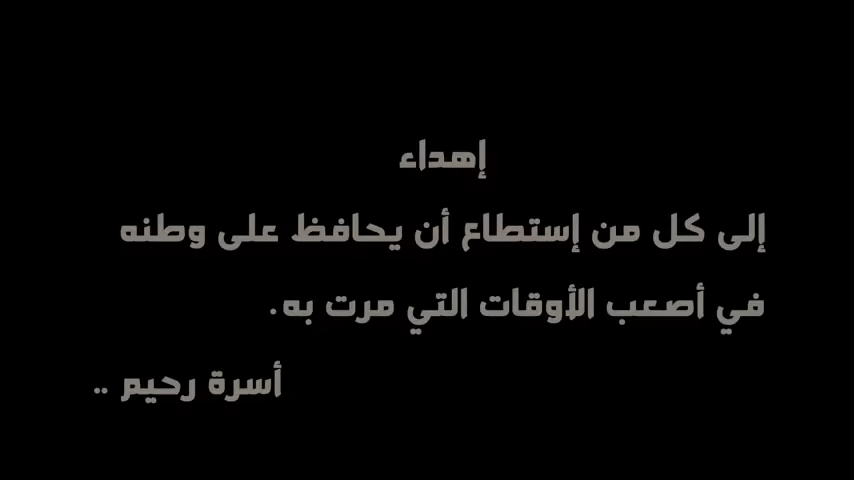 إهداء
إلى كل من إستطاع أن يحافظ على وطنه
في أصعب الأوقات التي مرت به.
أسرة رحيم ..